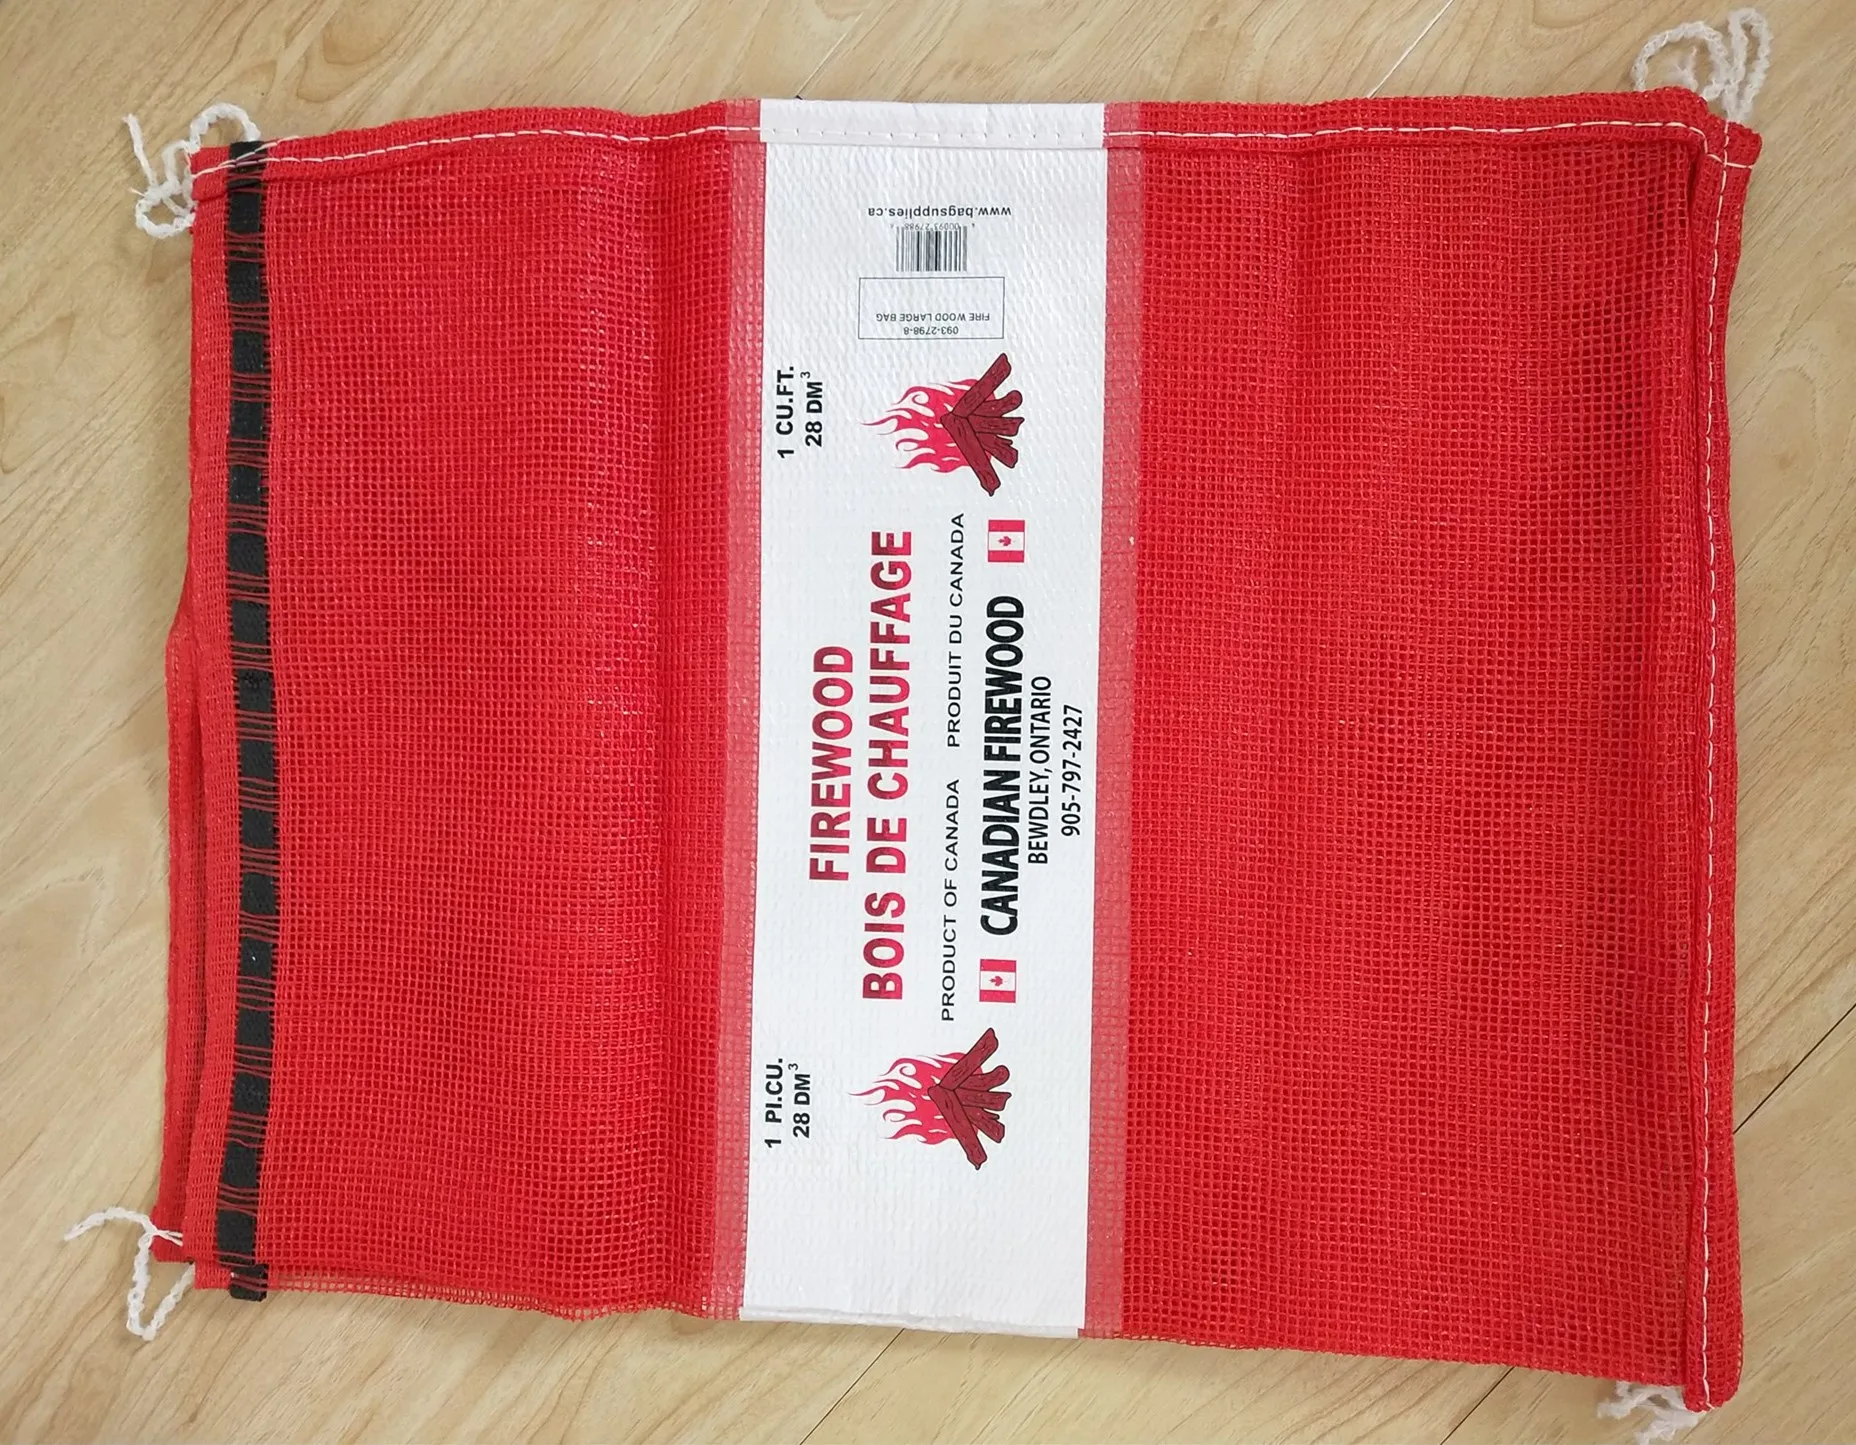 1 PI.CU.
28 DM³
1 CU.FT.
28 DM³
FIREWOOD
BOIS DE CHAUFFAGE
PRODUCT OF CANADA PRODUIT DU CANADA
CANADIAN FIREWOOD
BEWDLEY, ONTARIO
905-797-2427
093-2798-8
FIRE WOOD LARGE BAG
www.bagsupplies.ca